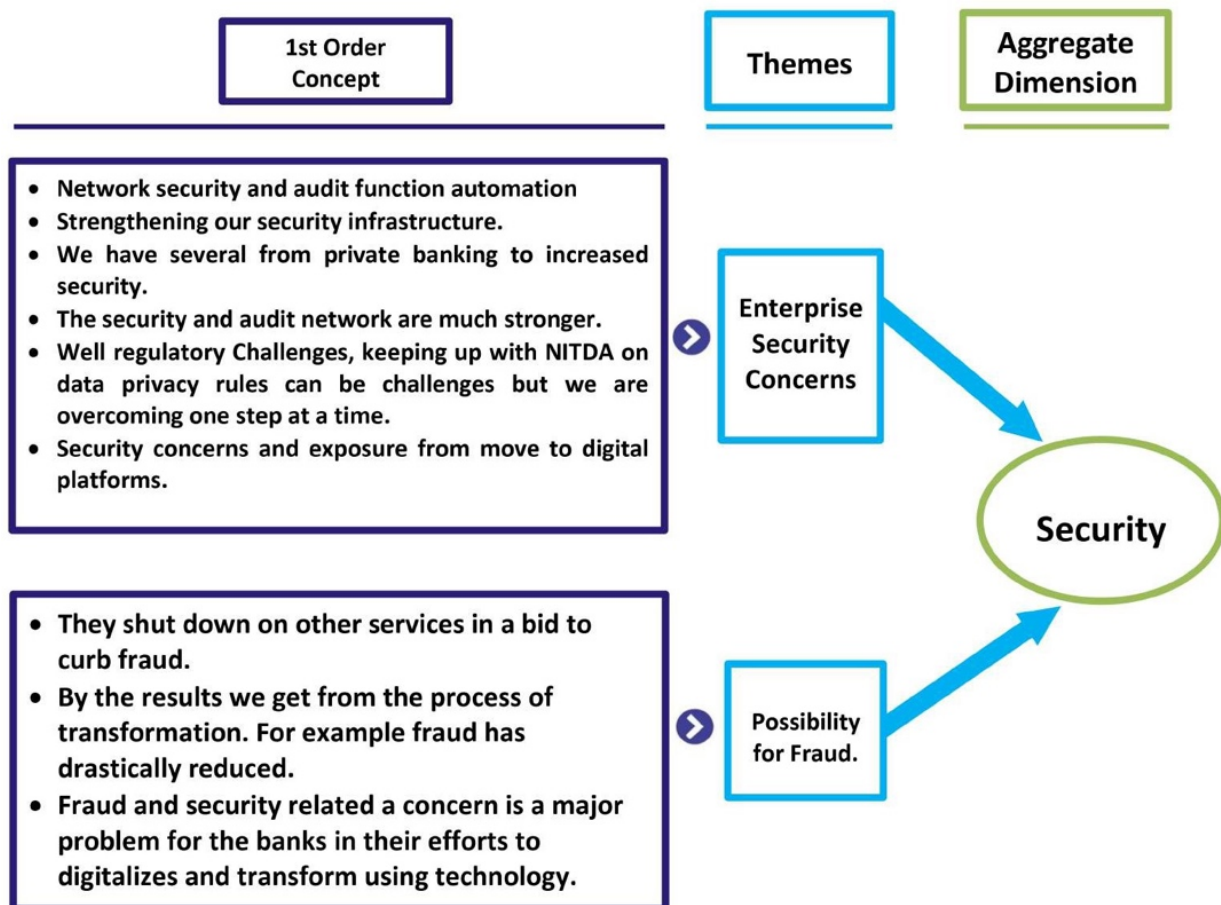 1st Order
Concept
Themes
Aggregate
Dimension
• Network security and audit function automation
• Strengthening our security infrastructure.
• We have several from private banking to increased
security.
• The security and audit network are much stronger.
• Well regulatory Challenges, keeping up with NITDA on
data privacy rules can be challenges but we are
overcoming one step at a time.
• Security concerns and exposure from move to digital
platforms.
Enterprise
Security
Concerns
Security
• They shut down on other services in a bid to
curb fraud.
• By the results we get from the process of
transformation. For example fraud has
drastically reduced.
• Fraud and security related a concern is a major
problem for the banks in their efforts to
digitalizes and transform using technology.
Possibility
for Fraud.